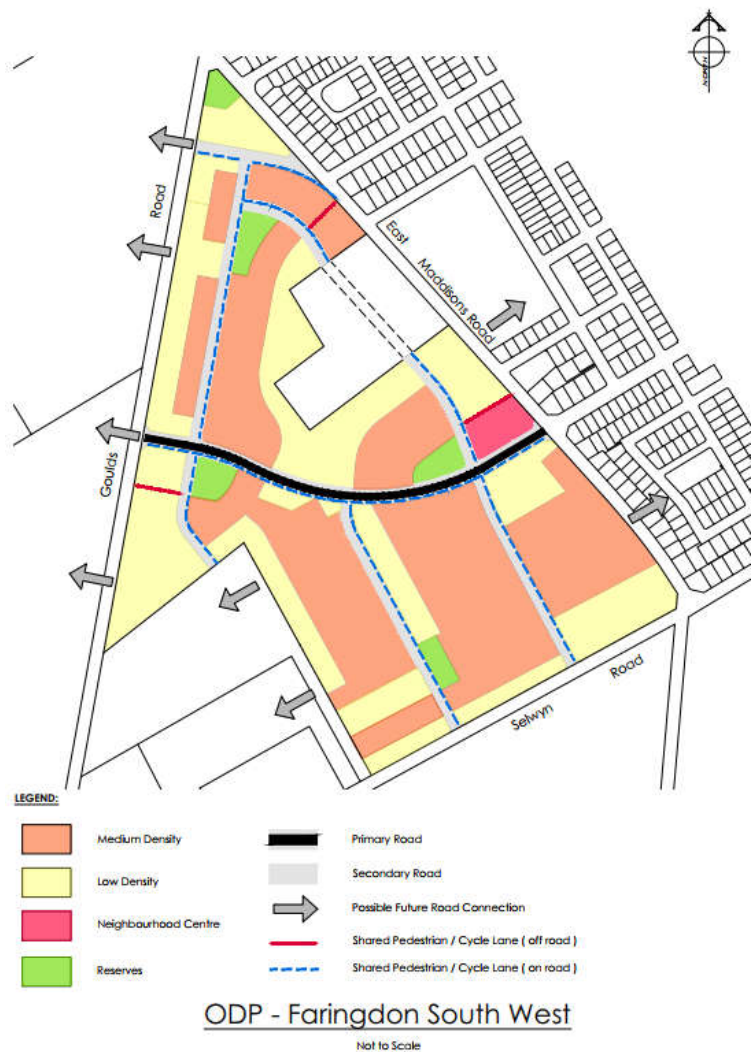 NORTH
Road
East
Maddisons Road
Goulds
Selwyn
Road
LEGEND:
Medium Density
Low Density
Neighbourhood Centre
Reserves
Primary Road
Secondary Road
Possible Future Road Connection
Shared Pedestrian / Cycle Lane ( off road )
Shared Pedestrian / Cycle Lane ( on road )
ODP - Faringdon South West
Not to Scale